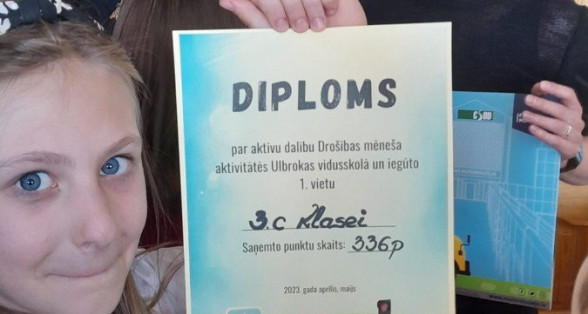 DIPLOMS
par aktīvu dalību Drošības mēneša
aktivitātēs Ulbrokas vidusskolā un iegūto
1. vietu
3.c klasei
Saņemto punktu skaits: 336p
2023. gada aprīlis, maijs